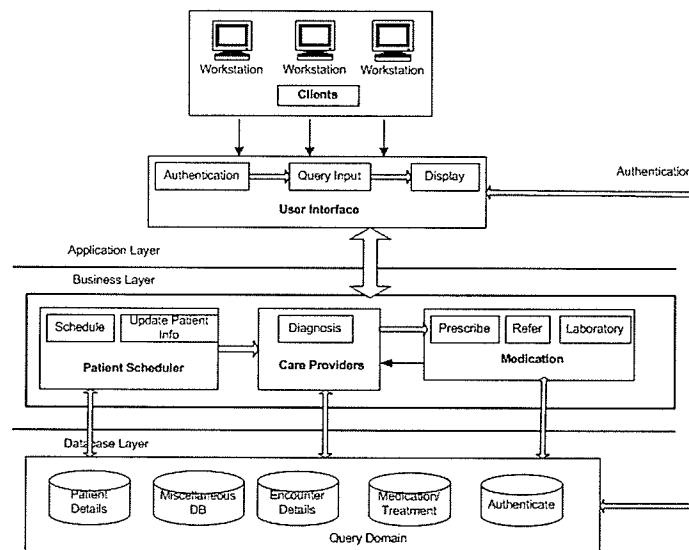 Workstation Workstation Workstation
Clients
Authentication Query Input Display
User Interface
Authentication
Application Layer
Business Layer
Schedule Update Patient Info
Diagnosis
Prescribe Refer Laboratory
Patient Scheduler
Care Providers
Medication
Database Layer
Patient Details
Miscellaneous DB
Encounter Details
Medication/ Treatment
Authenticate
Query Domain